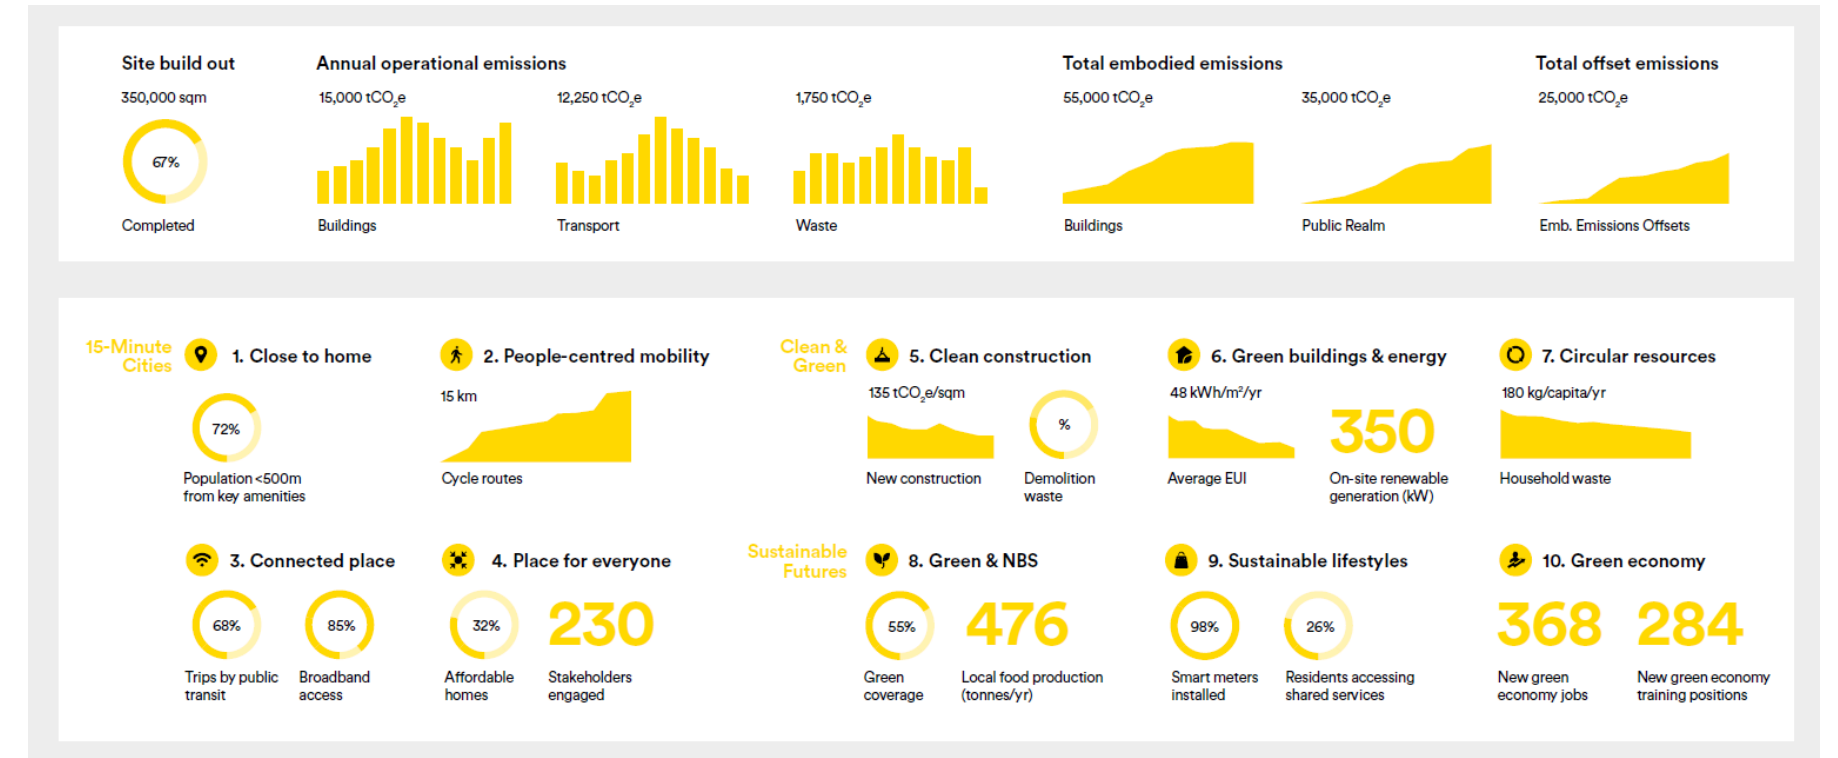 Site build out
350,000 sqm
67%
Completed
Annual operational emissions
15,000 tCO₂e
Buildings
12,250 tCO₂e
Transport
1,750 tCO₂e
Waste
Total embodied emissions
55,000 tCO₂e
Buildings
35,000 tCO₂e
Public Realm
Total offset emissions
25,000 tCO₂e
Emb. Emissions Offsets
15-Minute
Cities
1. Close to home
72%
Population <500m
from key amenities
2. People-centred mobility
15 km
Cycle routes
3. Connected place
68%
Trips by public
transit
85%
Broadband
access
4. Place for everyone
32%
Affordable
homes
230
Stakeholders
engaged
Clean &
Green
5. Clean construction
135 tCO₂e/sqm
New construction
%
Demolition
waste
6. Green buildings & energy
48 kWh/m²/yr
Average EUI
350
On-site renewable
generation (kW)
7. Circular resources
180 kg/capita/yr
Household waste
Sustainable
Futures
8. Green & NBS
55%
Green
coverage
476
Local food production
(tonnes/yr)
9. Sustainable lifestyles
98%
Smart meters
installed
26%
Residents accessing
shared services
10. Green economy
368
New green
economy jobs
284
New green economy
training positions